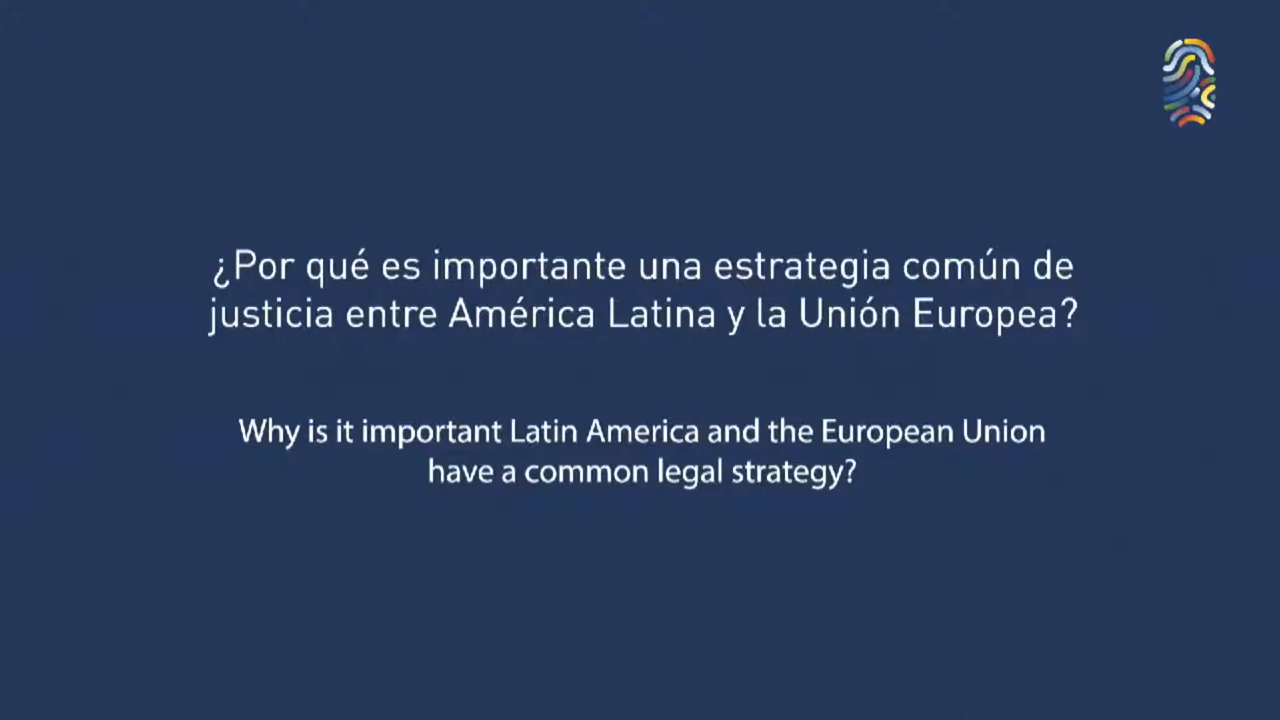 ¿Por qué es importante una estrategia común de
justicia entre América Latina y la Unión Europea?
Why is it important Latin America and the European Union
have a common legal strategy?